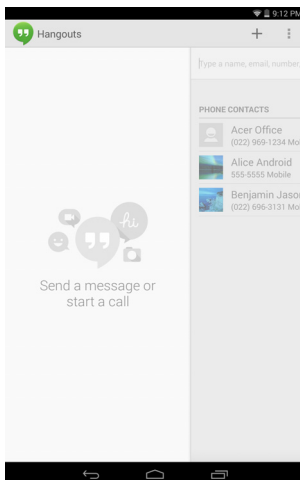 9:12 PM
Hangouts
Type a name, email, number,
PHONE CONTACTS
Acer Office
(022) 969-1234 Mo
Alice Android
555-5555 Mobile
Benjamin Jaso
(022) 696-3131 Mo
hi
Send a message or
start a call